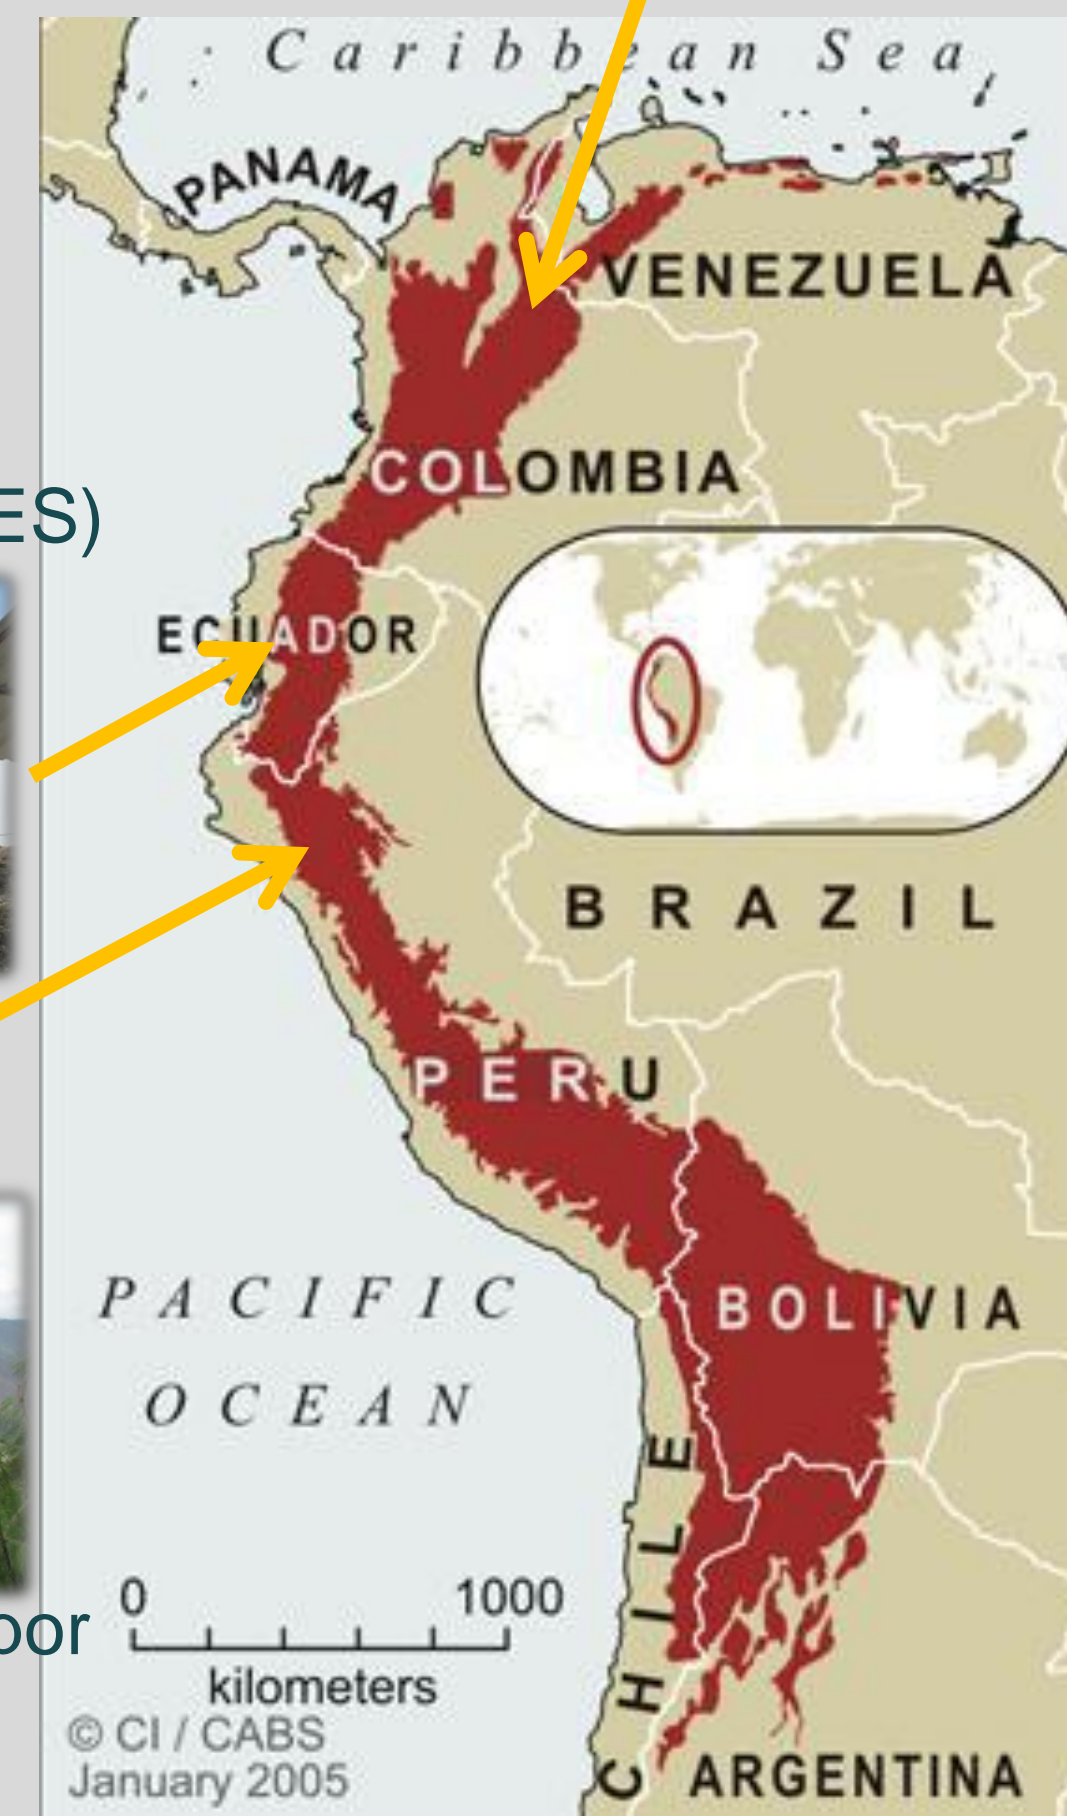 Caribbean Sea
PANAMA
VENEZUELA
COLOMBIA
ES)
ECUADOR
BRAZIL
PERU
PACIFIC
OCEAN
BOLIVIA
CHILE
0 1000
oor
kilometers
© CI / CABS
January 2005
ARGENTINA